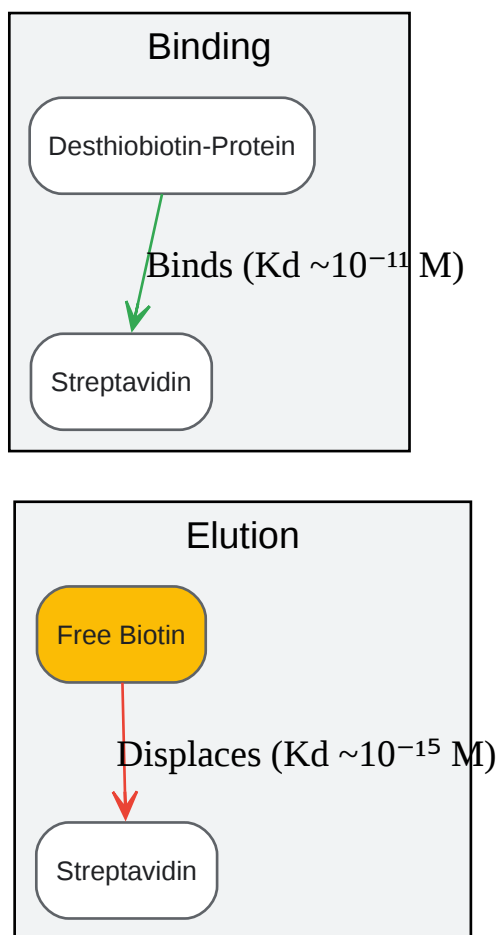 Binding
Desthiobiotin-Protein
Binds (Kd ~10⁻¹¹ M)
Streptavidin
Elution
Free Biotin
Displaces (Kd ~10⁻¹⁵ M)
Streptavidin